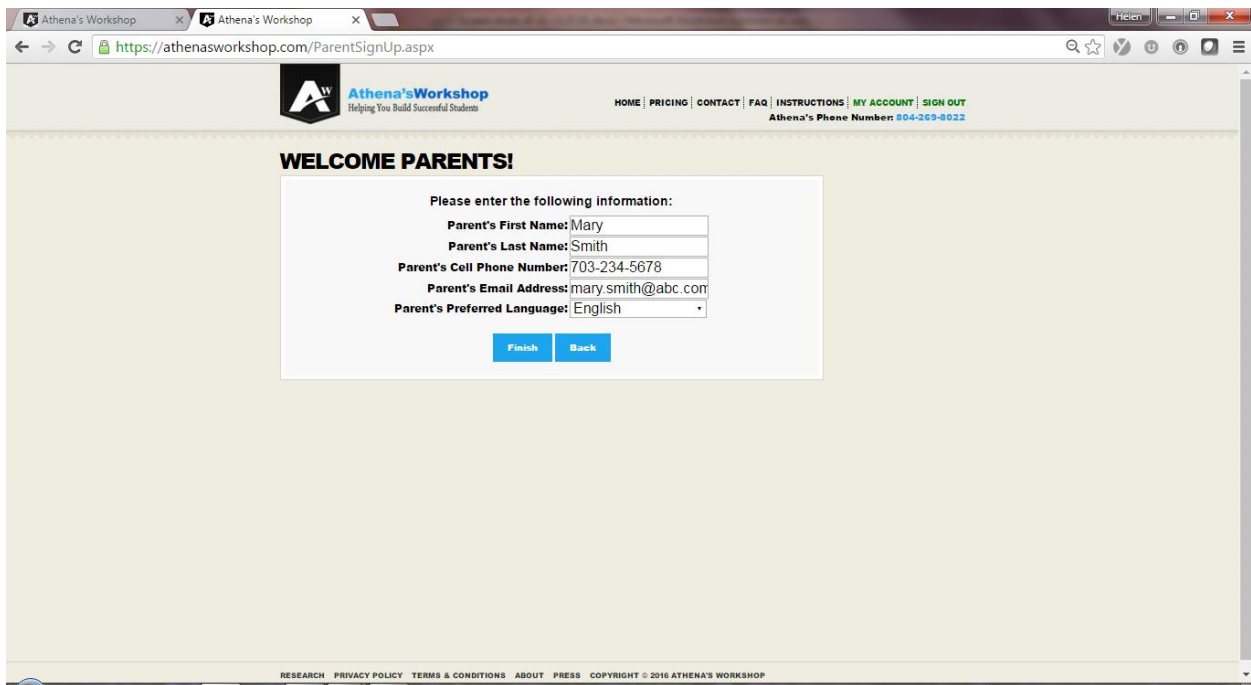 Athena's Workshop
Athena's Workshop
Helen
https://athenasworkshop.com/ParentSignUp.aspx
AW
Athena'sWorkshop
Helping You Build Successful Students
HOME PRICING CONTACT FAQ INSTRUCTIONS MY ACCOUNT SIGN OUT
Athena's Phone Number: 804-269-8022
WELCOME PARENTS!
Please enter the following information:
Parent's First Name: Mary
Parent's Last Name: Smith
Parent's Cell Phone Number: 703-234-5678
Parent's Email Address: mary.smith@abc.com
Parent's Preferred Language: English
Finish Back
RESEARCH PRIVACY POLICY TERMS & CONDITIONS ABOUT PRESS COPYRIGHT © 2016 ATHENA'S WORKSHOP